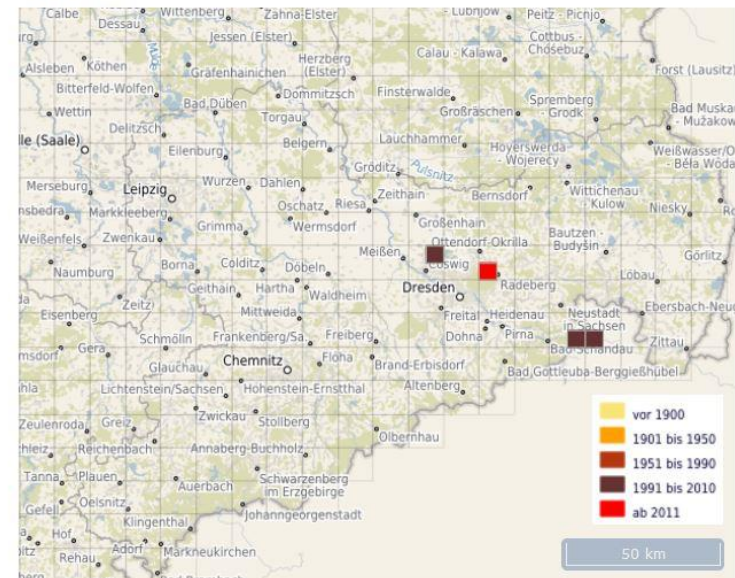 Calbe
Wittenberg
Zahna-Elster
Lübnow
Peitz - Picnjo
Dessau
Jessen (Elster)
Cottbus -
Chóśebuz
Herzberg
(Elster)
Calau - Kalawa
Alsleben
Köthen
Gräfenhainichen
Forst (Lausitz)
Bitterfeld-Wolfen
Dommitzsch
Finsterwalde
Spremberg
- Grodk
Bad Muskau
- Mužakow
Wettin
Bad Düben
Torgau
Großräschen
Delitzsch
Belgern
Lauchhammer
Hoyerswerda
- Wojerecy
Weißwasser/O
- Běła Woda
lle (Saale)
Eilenburg
Gröditz
Pulsnitz
Merseburg
Leipzig
Wurzen
Dahlen
Zeithain
Bernsdorf
Wittichenau
- Kulow
Niesky
nsbedra
Markkleeberg
Oschatz
Riesa
Großenhain
Weißenfels
Zwenkau
Grimma
Wermsdorf
Ottendorf-Okrilla
Bautzen -
Budyšin
Meißen
Coswig
Görlitz
Naumburg
Borna
Colditz
Döbeln
Radeberg
Löbau
Geithain
Hartha
Waldheim
Dresden
Zeitz
Mittweida
Freital
Heidenau
Neustadt
in Sachsen
Ebersbach-Neu
Eisenberg
Dohna
Pirna
Schmölln
Frankenberg/Sa.
Freiberg
Bad Schandau
Zittau
msdorf
Gera
Chemnitz
Flöha
Brand-Erbisdorf
Glauchau
Bad Gottleuba-Berggießhübel
Lichtenstein/Sachsen
Hohenstein-Ernstthal
Altenberg
Zwickau
Stollberg
Zeulenroda
Greiz
Olbernhau
Reichenbach
Annaberg-Buchholz
Tanna
Plauen
Auerbach
Schwarzenberg
im Erzgebirge
Gefell
Oelsnitz
Johanngeorgenstadt
Klingenthal
Hof
Adorf
Markneukirchen
Rehau
vor 1900
1901 bis 1950
1951 bis 1990
1991 bis 2010
ab 2011
50 km